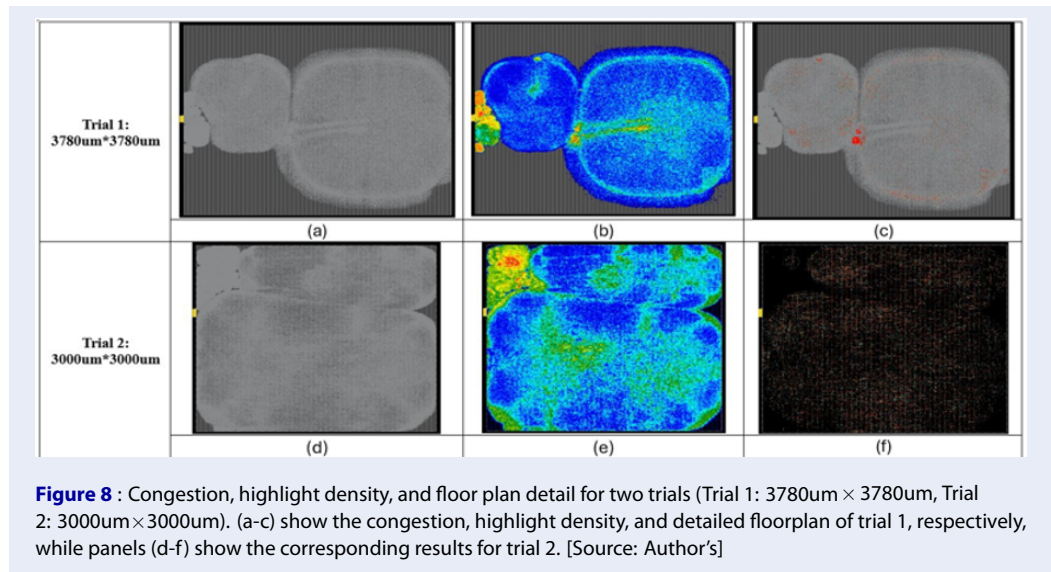 Trial 1:
3780um*3780um
(a)
(b)
(c)
Trial 2:
3000um*3000um
(d)
(e)
(f)
Figure 8 : Congestion, highlight density, and floor plan detail for two trials (Trial 1: 3780um × 3780um, Trial
2: 3000um×3000um). (a-c) show the congestion, highlight density, and detailed floorplan of trial 1, respectively,
while panels (d-f) show the corresponding results for trial 2. [Source: Author's]